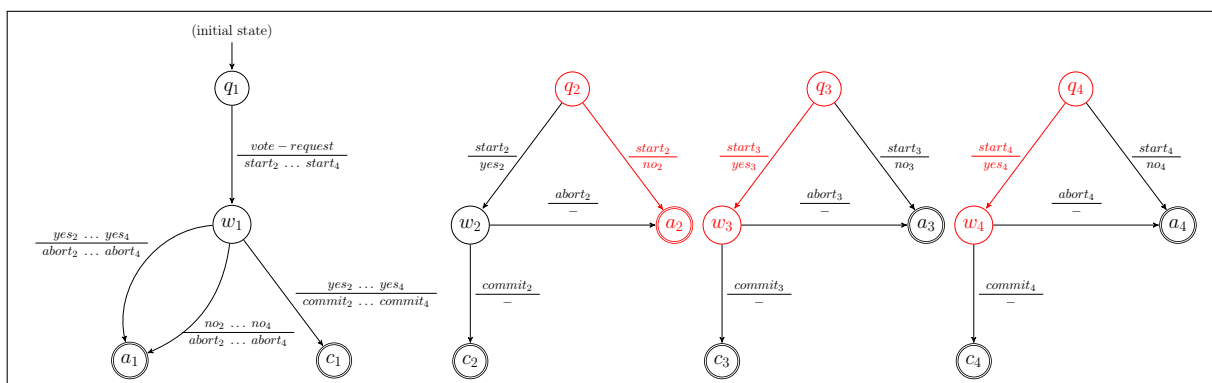 (initial state)
q₁ q₂ q₃ q₄
vote − request
start₂ … start₄
start₂
yes₂
start₂
no₂
start₃
yes₃
start₃
no₃
start₄
yes₄
start₄
no₄
w₁ w₂ w₃ w₄
abort₂
−
abort₃
−
abort₄
−
a₂ a₃ a₄
yes₂ … yes₄
abort₂ … abort₄
yes₂ … yes₄
commit₂ … commit₄
no₂ … no₄
abort₂ … abort₄
commit₂
−
commit₃
−
commit₄
−
a₁ c₁ c₂ c₃ c₄